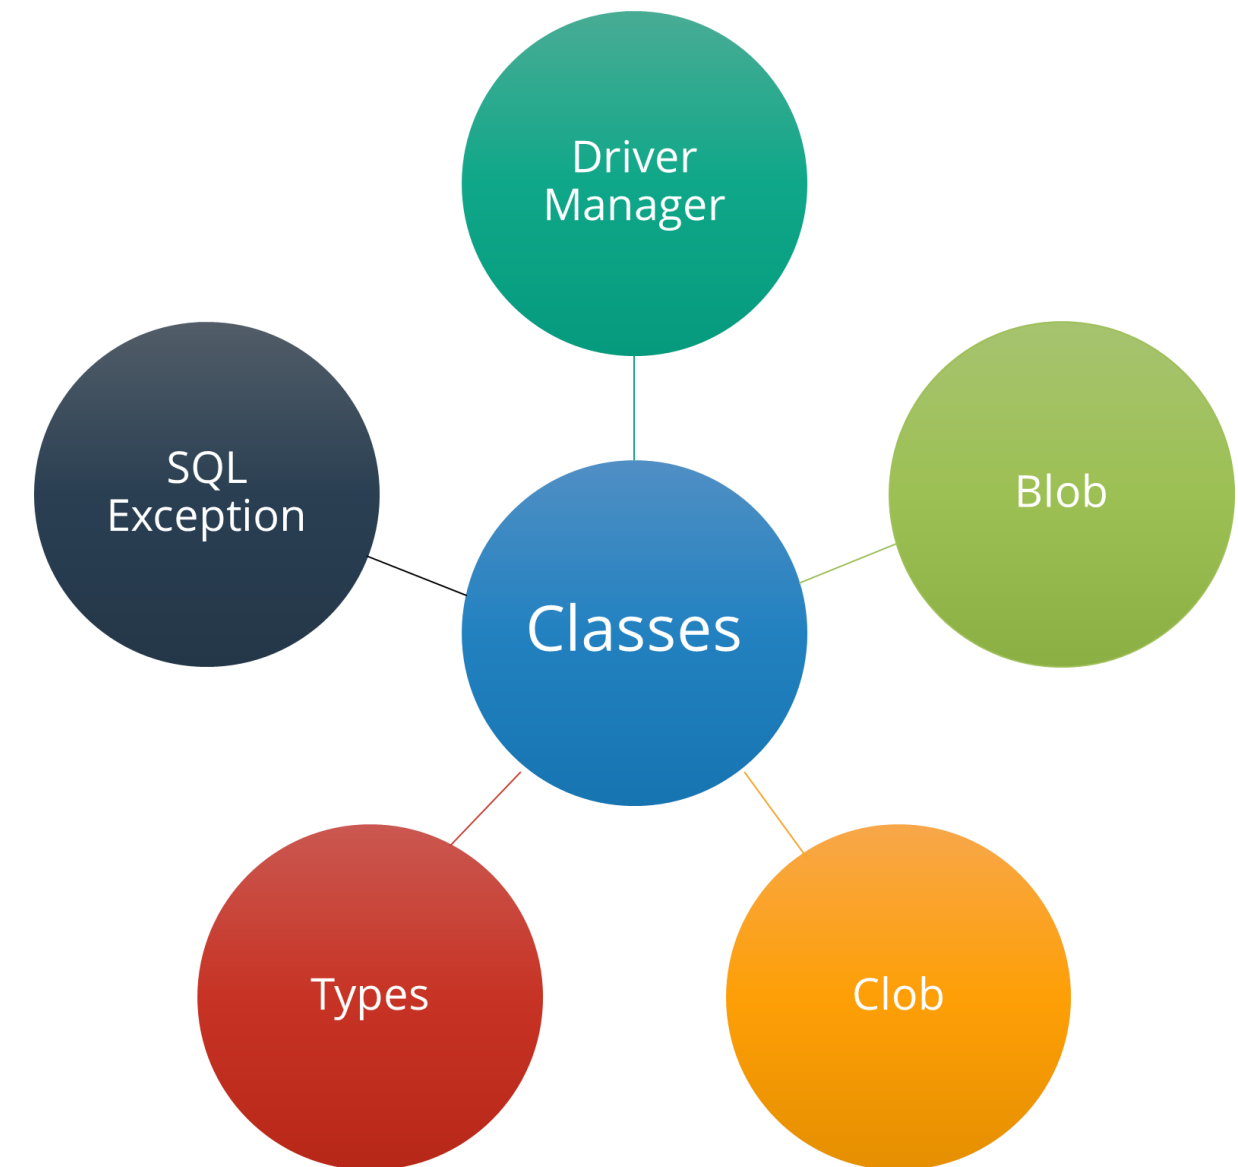 Driver
Manager
SQL
Exception
Blob
Classes
Types
Clob